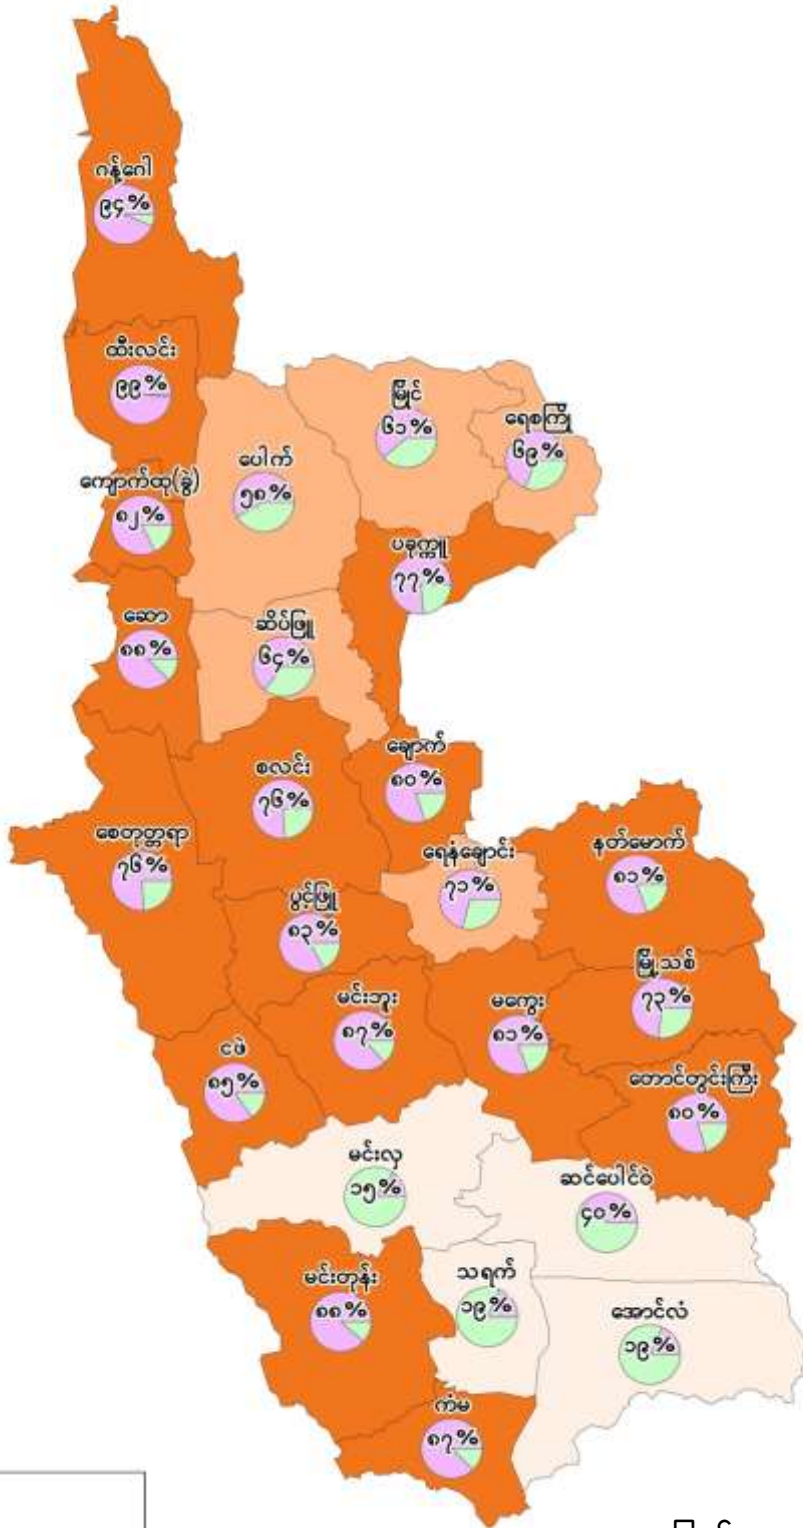 ဂန့်ဂေါ
၉၄%
ထီးလင်း
၉၉%
မြိုင်
၆၁%
ရေစကြို
၆၉%
ပေါက်
၅၈%
ကျောက်ထု(ခွဲ)
၈၂%
ပခုက္ကူ
၇၇%
ဆော
၈၈%
ဆိပ်ဖြူ
၆၄%
ချောက်
၈၀%
စလင်း
၇၆%
စေတုတ္တရာ
၇၆%
ရေနံချောင်း
၇၁%
နတ်မောက်
၈၁%
ပွင့်ဖြူ
၈၃%
မြို့သစ်
၇၃%
မင်းဘူး
၈၇%
မကွေး
၈၁%
ငဖဲ
၈၅%
တောင်တွင်းကြီး
၈၀%
မင်းလှ
၁၅%
ဆင်ပေါင်ဝဲ
၄၀%
မင်းတုန်း
၈၈%
သရက်
၁၉%
အောင်လံ
၁၉%
ကံမ
၈၇%